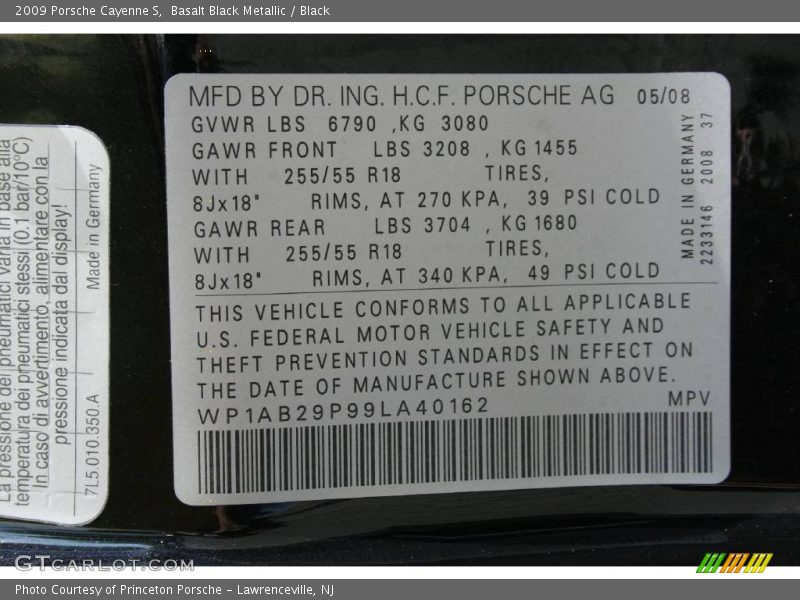 2009 Porsche Cayenne S, Basalt Black Metallic / Black
La pressione dei pneumatici varia in base alla
temperatura dei pneumatici stessi (0.1 bar/10°C)
In caso di avvertimento, alimentare con la
pressione indicata dal display!
7L5.010.350.A Made in Germany
MFD BY DR. ING. H.C.F. PORSCHE AG 05/08
GVWR LBS 6790 ,KG 3080
GAWR FRONT LBS 3208 , KG 1455
WITH 255/55 R18 TIRES,
8Jx18" RIMS, AT 270 KPA, 39 PSI COLD
GAWR REAR LBS 3704 , KG 1680
WITH 255/55 R18 TIRES,
8Jx18" RIMS, AT 340 KPA, 49 PSI COLD
MADE IN GERMANY
2233146 2008 37
THIS VEHICLE CONFORMS TO ALL APPLICABLE
U.S. FEDERAL MOTOR VEHICLE SAFETY AND
THEFT PREVENTION STANDARDS IN EFFECT ON
THE DATE OF MANUFACTURE SHOWN ABOVE.
WP1AB29P99LA40162 MPV
GTCARLOT.COM
Photo Courtesy of Princeton Porsche - Lawrenceville, NJ